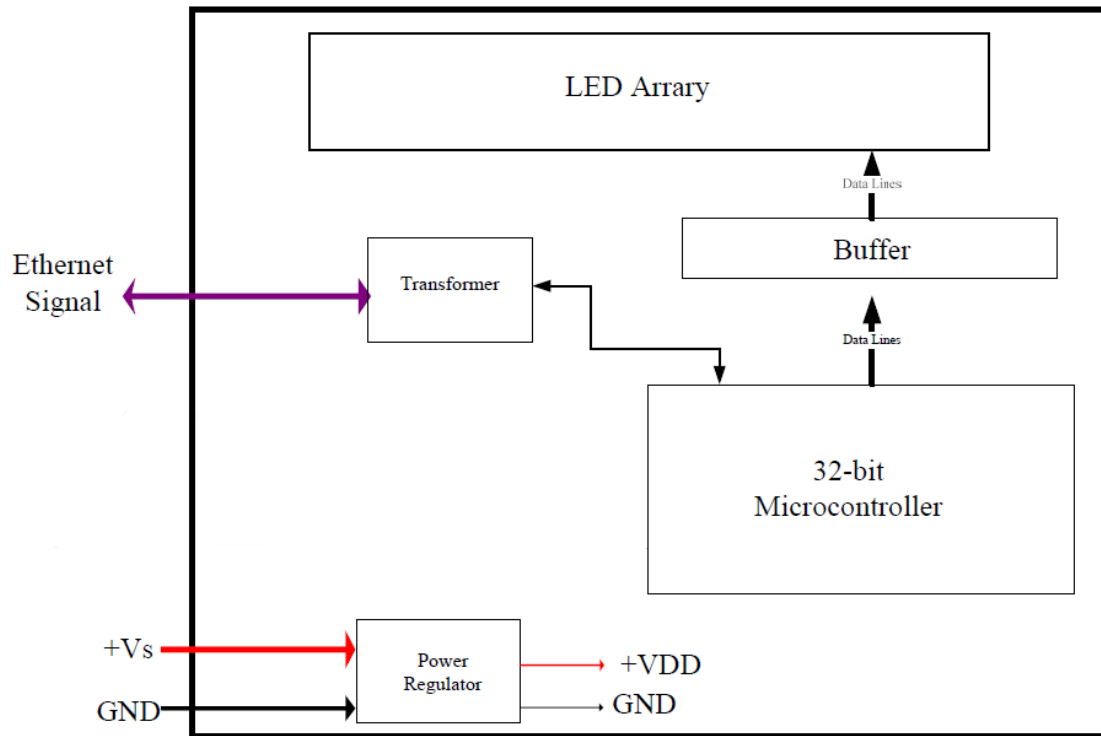 LED Arrary
Data Lines
Buffer
Ethernet
Signal
Transformer
Data Lines
32-bit
Microcontroller
+Vs
GND
Power
Regulator
+VDD
GND